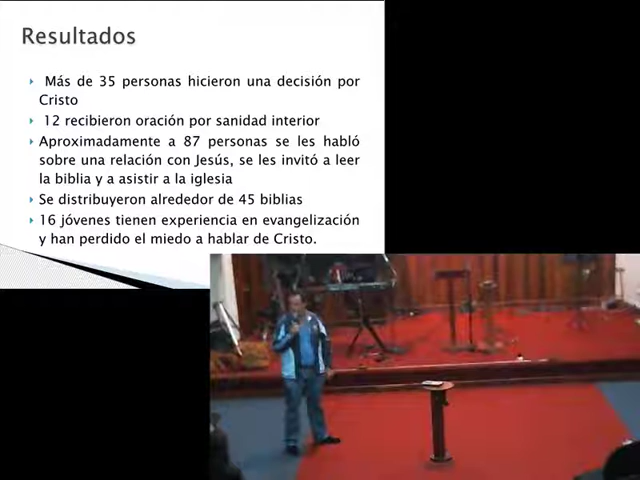 Resultados
Más de 35 personas hicieron una decisión por
Cristo
12 recibieron oración por sanidad interior
Aproximadamente a 87 personas se les habló
sobre una relación con Jesús, se les invitó a leer
la biblia y a asistir a la iglesia
Se distribuyeron alrededor de 45 biblias
16 jóvenes tienen experiencia en evangelización
y han perdido el miedo a hablar de Cristo.